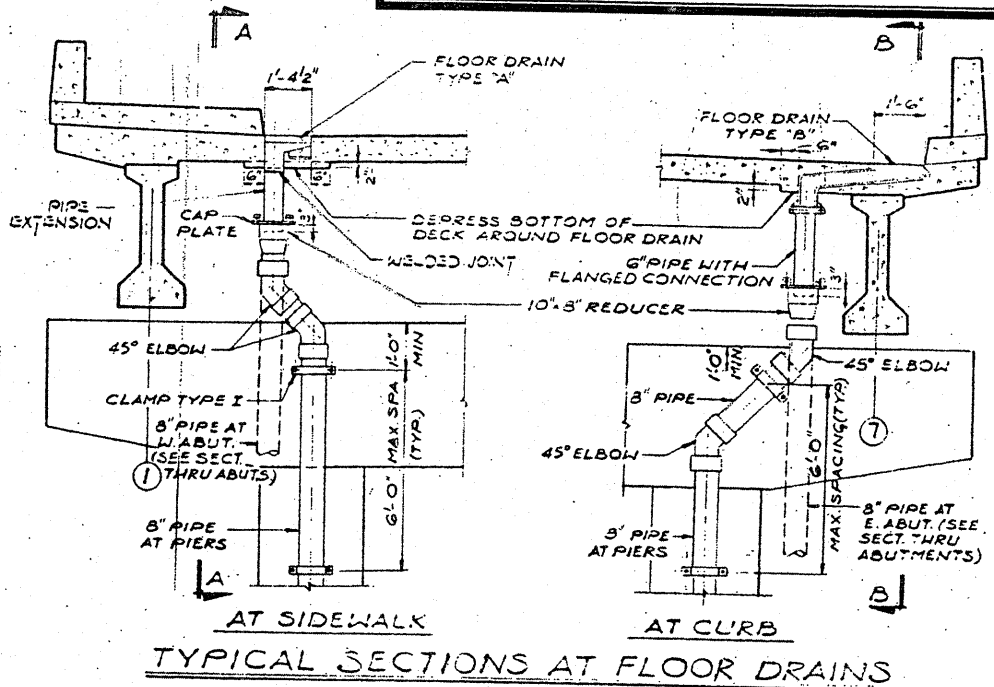 A
B
1'-4½"
FLOOR DRAIN
TYPE "A"
1'-6"
FLOOR DRAIN
TYPE "B"
6"
6"
6"
2"
2"
PIPE
EXTENSION
CAP
PLATE
3"
DEPRESS BOTTOM OF
DECK AROUND FLOOR DRAIN
WELDED JOINT
6" PIPE WITH
FLANGED CONNECTION
3"
10"x8" REDUCER
45° ELBOW
1'-0"
MIN
1'-0"
MIN
45° ELBOW
CLAMP TYPE I
8" PIPE
8" PIPE AT
W. ABUT.
(SEE SECT.
THRU ABUTS.)
1
6'-0" MAX. SPA.
(TYP.)
45° ELBOW
6'-0"
MAX. SPACING (TYP.)
7
8" PIPE
AT PIERS
8" PIPE
AT PIERS
8" PIPE AT
E. ABUT. (SEE
SECT. THRU
ABUTMENTS)
A
B
AT SIDEWALK
AT CURB
TYPICAL SECTIONS AT FLOOR DRAINS